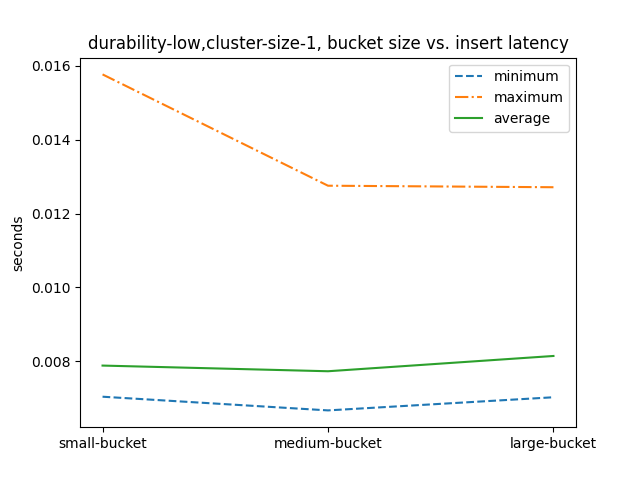 durability-low,cluster-size-1, bucket size vs. insert latency
0.016
0.014
0.012
0.010
0.008
seconds
minimum
maximum
average
small-bucket
medium-bucket
large-bucket